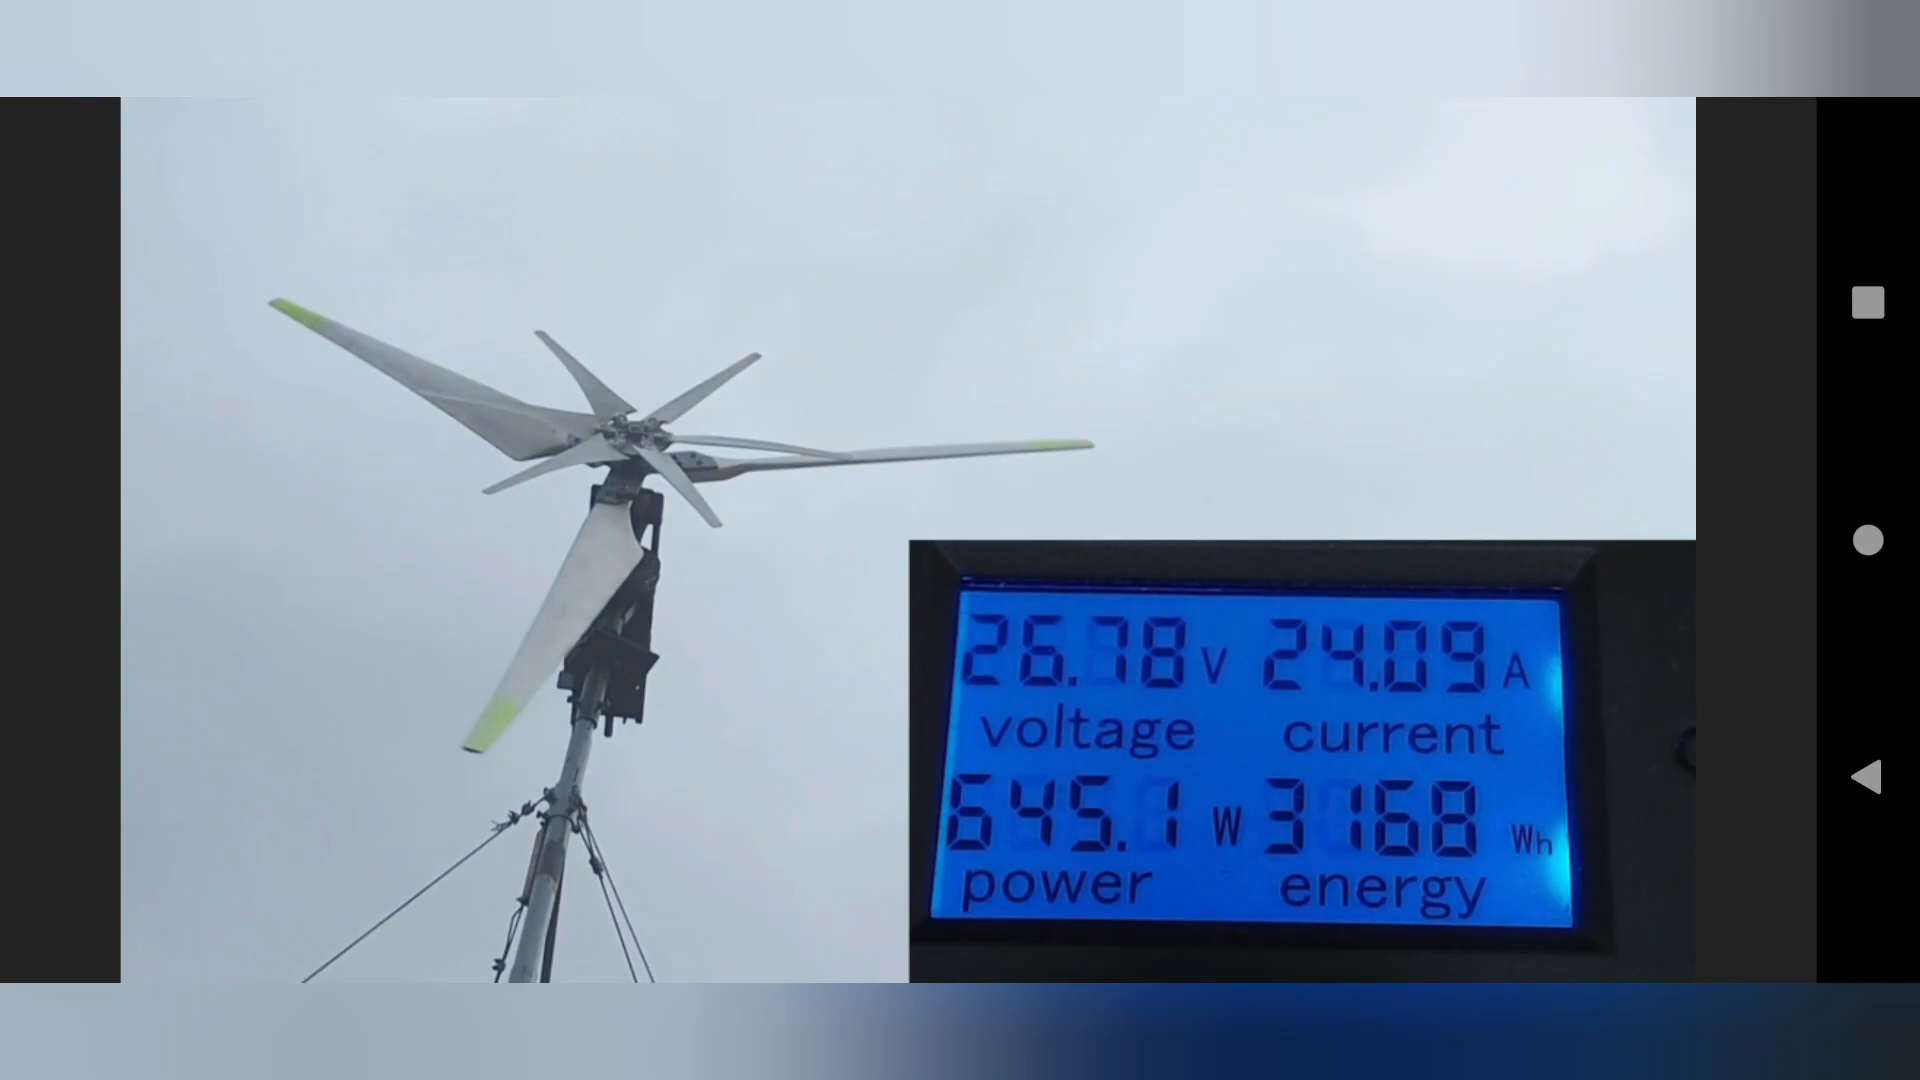 26.78 V 24.09 A
voltage current
645.1 W 3168 Wh
power energy